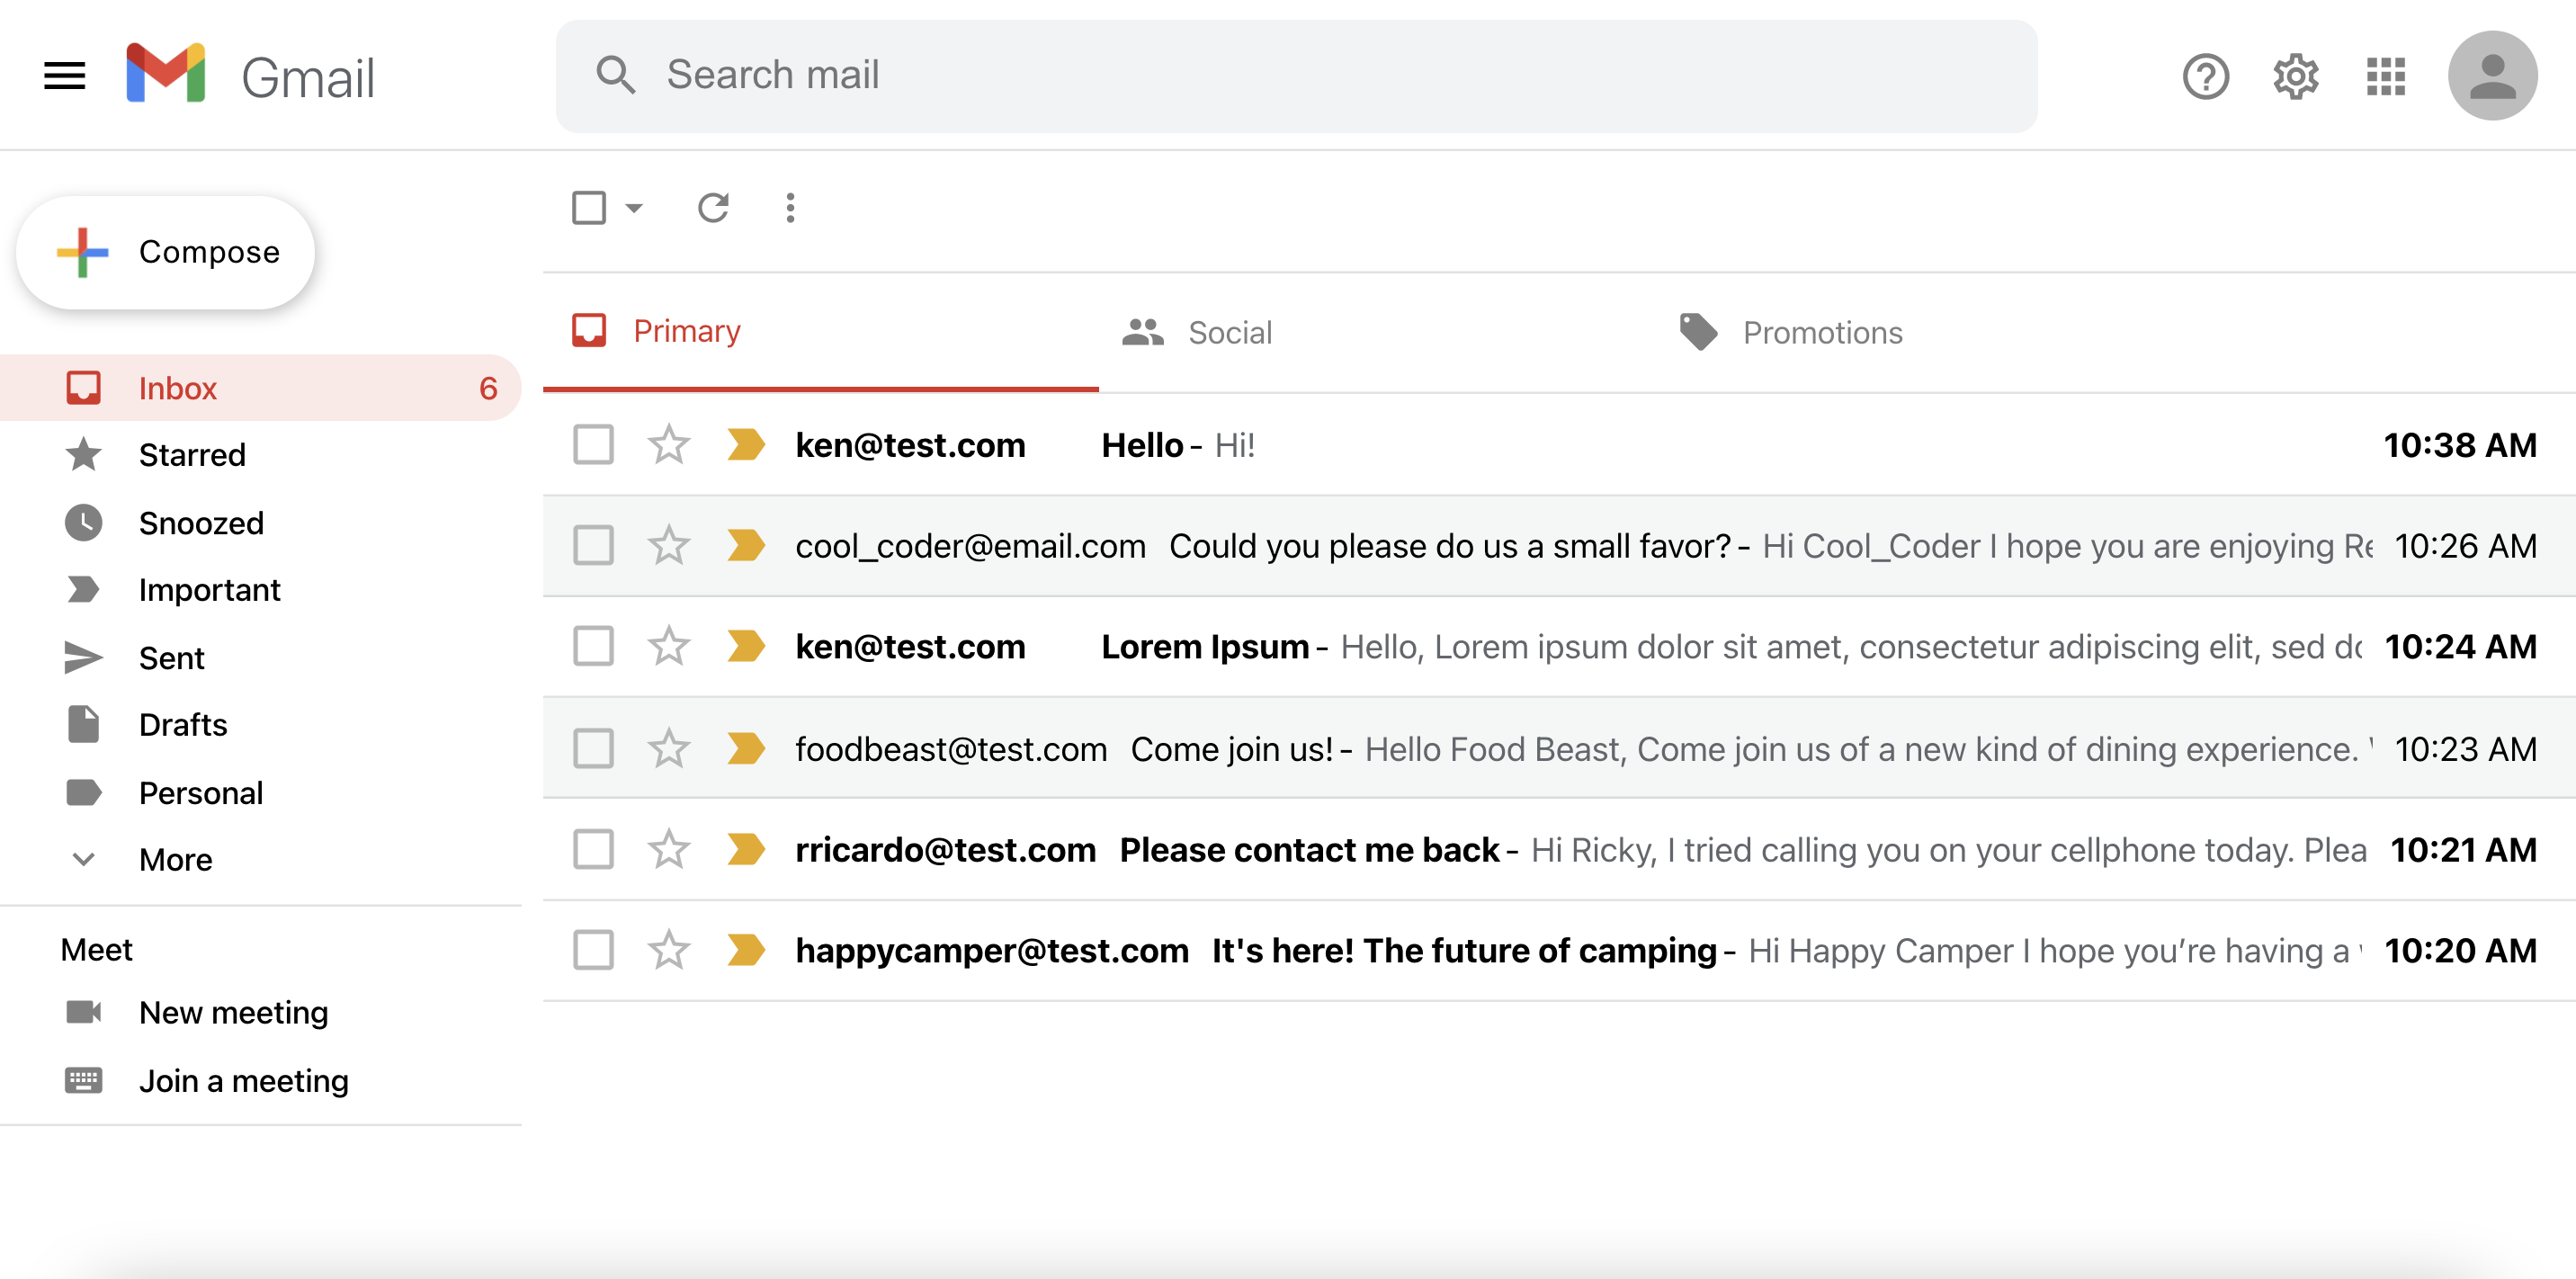 Gmail
Search mail
Compose
Inbox 6
Starred
Snoozed
Important
Sent
Drafts
Personal
More
Meet
New meeting
Join a meeting
Primary Social Promotions
ken@test.com Hello - Hi! 10:38 AM
cool_coder@email.com Could you please do us a small favor? - Hi Cool_Coder I hope you are enjoying Re 10:26 AM
ken@test.com Lorem Ipsum - Hello, Lorem ipsum dolor sit amet, consectetur adipiscing elit, sed do 10:24 AM
foodbeast@test.com Come join us! - Hello Food Beast, Come join us of a new kind of dining experience. 10:23 AM
rricardo@test.com Please contact me back - Hi Ricky, I tried calling you on your cellphone today. Plea 10:21 AM
happycamper@test.com It's here! The future of camping - Hi Happy Camper I hope you’re having a 10:20 AM